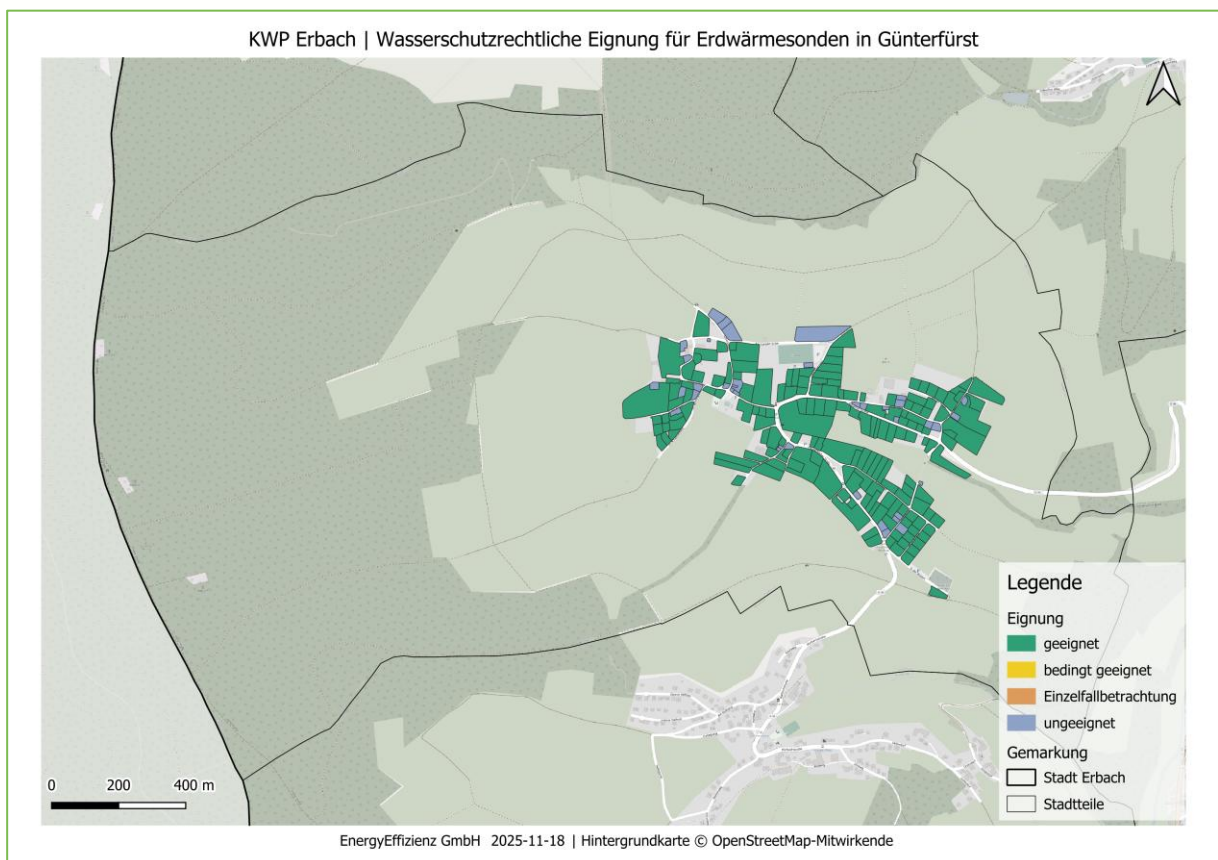 KWP Erbach | Wasserschutzrechtliche Eignung für Erdwärmesonden in Günterfürst
Legende
Eignung
geeignet
bedingt geeignet
Einzelfallbetrachtung
ungeeignet
Gemarkung
Stadt Erbach
Stadtteile
0 200 400 m
EnergyEffizienz GmbH 2025-11-18 | Hintergrundkarte © OpenStreetMap-Mitwirkende